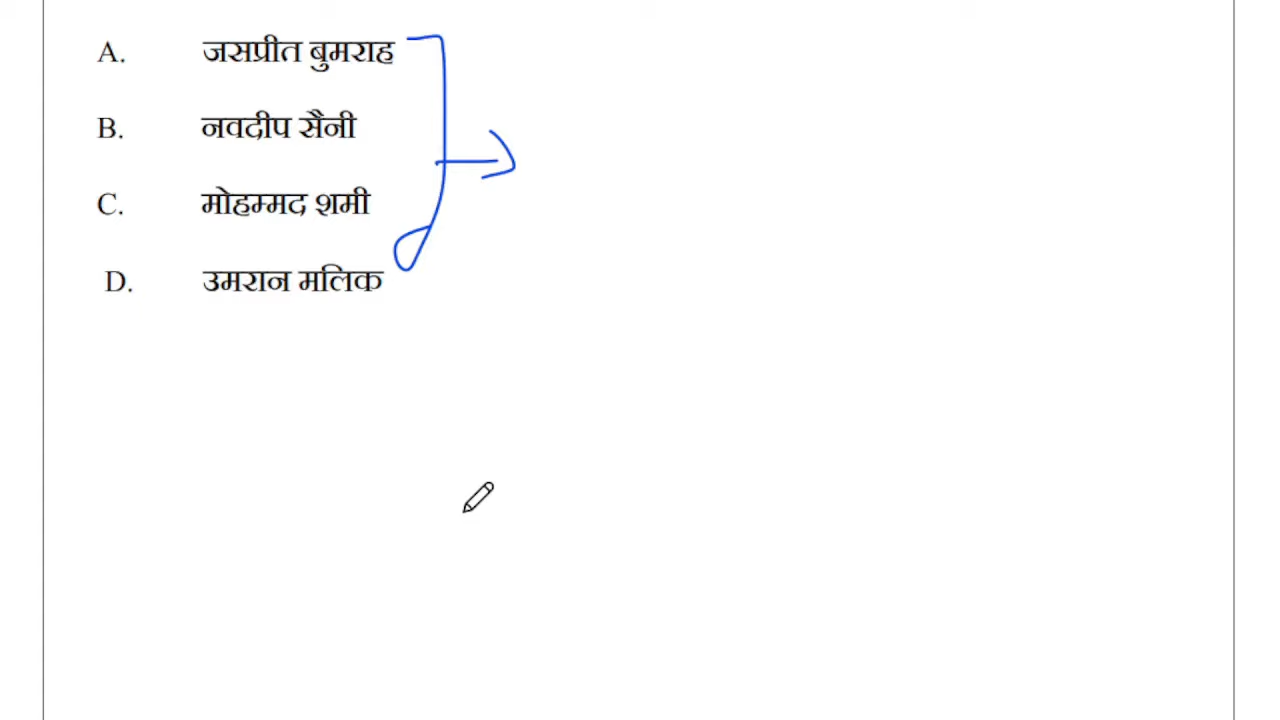 A. जसप्रीत बुमराह
B. नवदीप सैनी
C. मोहम्मद शमी
D. उमरान मलिक